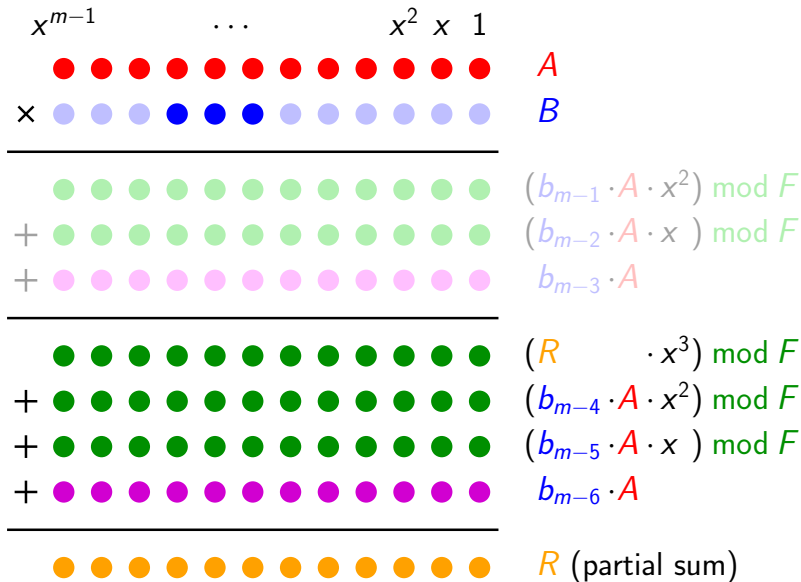 x^{m−1} ⋯ x^2 x 1
A
× B
(b_{m−1} · A · x^2) mod F
+ (b_{m−2} · A · x ) mod F
+ b_{m−3} · A
(R · x^3) mod F
+ (b_{m−4} · A · x^2) mod F
+ (b_{m−5} · A · x ) mod F
+ b_{m−6} · A
R (partial sum)